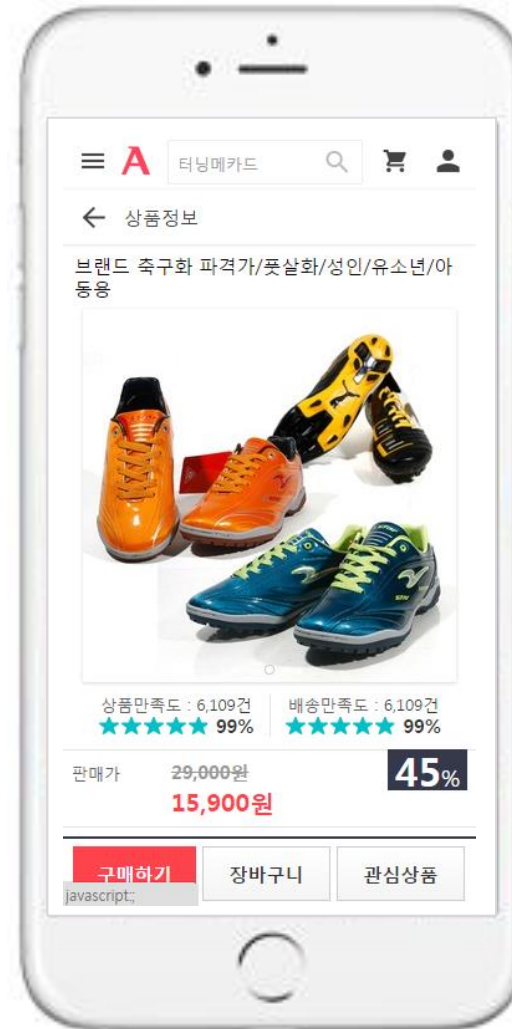 A 터닝메카드
상품정보
브랜드 축구화 파격가/풋살화/성인/유소년/아
동용
상품만족도 : 6,109건 배송만족도 : 6,109건
★★★★★ 99% ★★★★★ 99%
판매가 29,000원 45%
15,900원
구매하기 장바구니 관심상품
javascript:;